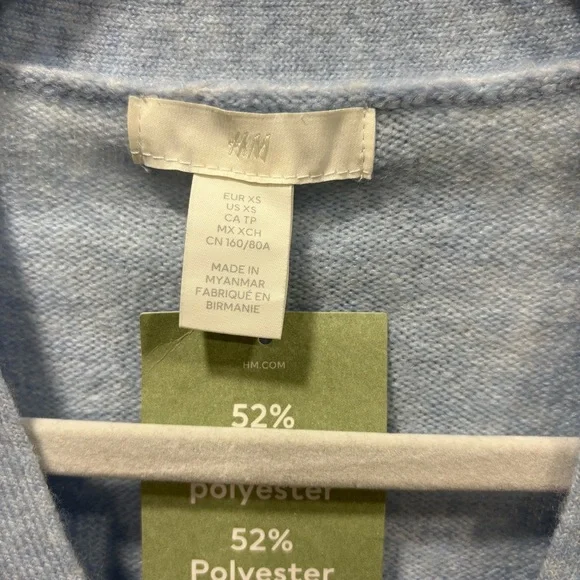 H&M
EUR XS
US XS
CA TP
MX XCH
CN 160/80A
MADE IN
MYANMAR
FABRIQUÉ EN
BIRMANIE
HM.COM
52%
polyester
52%
Polyester